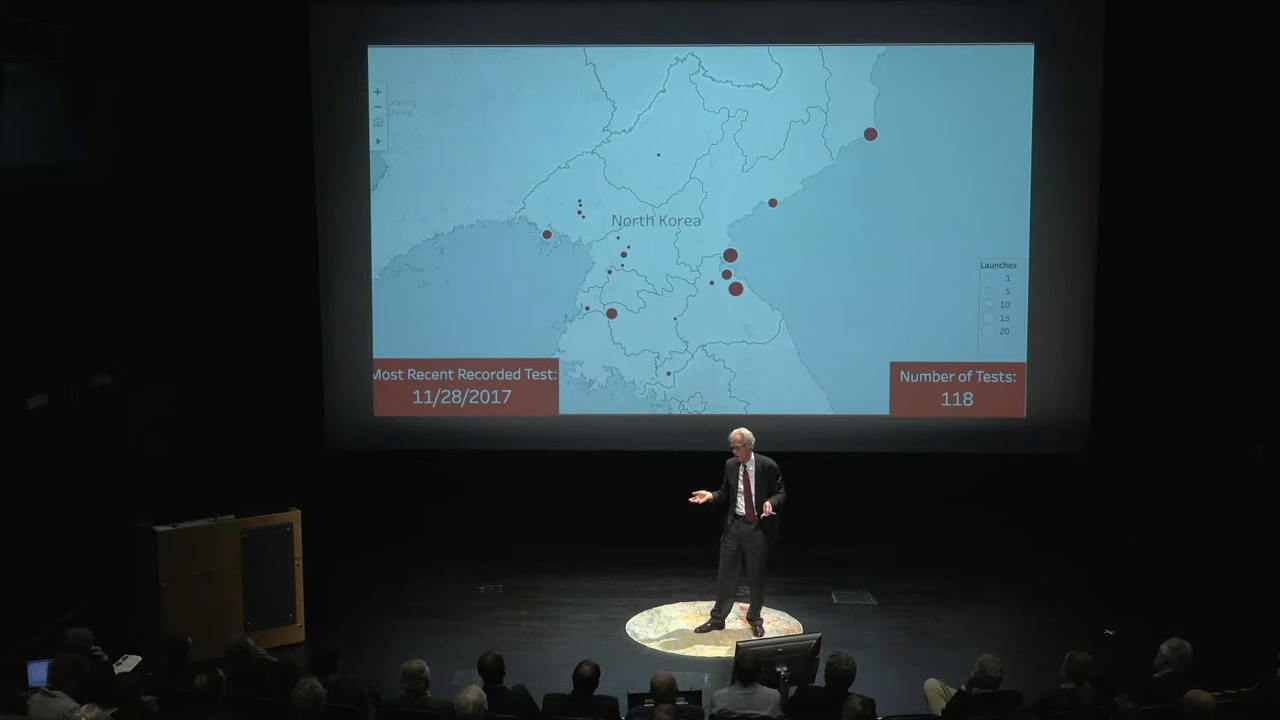 +
−
North Korea
Launches
1
5
10
15
20
Most Recent Recorded Test:
11/28/2017
Number of Tests:
118